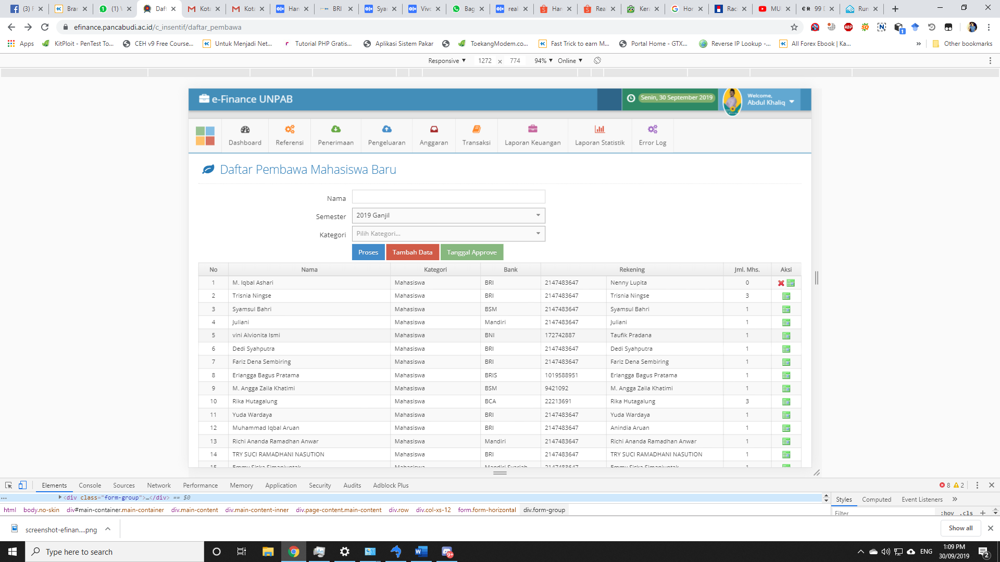 (3) F
Bran
(1) V
Daft
Kota
Kota
Han
BRI
Syar
Vivo
Bag
real
Har
Rea
Kera
Hor
Rac
MU
99 D
Run
efinance.pancabudi.ac.id/c_insentif/daftar_pembawa
ABP
1
Apps
KitPloit - PenTest To...
CEH v9 Free Course...
Untuk Menjadi Net...
Tutorial PHP Gratis...
Aplikasi Sistem Pakar
ToekangModem.co...
Fast Trick to earn M...
Portal Home - GTX...
Reverse IP Lookup -...
All Forex Ebook | Ka...
» Other bookmarks
Responsive ▼ 1272 × 774 94% ▼ Online ▼
e-Finance UNPAB
Senin, 30 September 2019
Welcome,
Abdul Khaliq
Dashboard Referensi Penerimaan Pengeluaran Anggaran Transaksi Laporan Keuangan Laporan Statistik Error Log
Daftar Pembawa Mahasiswa Baru
Nama
Semester 2019 Ganjil
Kategori Pilih Kategori...
Proses Tambah Data Tanggal Approve
No Nama Kategori Bank Rekening Jml. Mhs. Aksi
1 M. Iqbal Ashari Mahasiswa BRI 2147483647 Nenny Lupita 0
2 Trisnia Ningse Mahasiswa BRI 2147483647 Trisnia Ningse 3
3 Syamsul Bahri Mahasiswa BSM 2147483647 Syamsul Bahri 1
4 Juliani Mahasiswa Mandiri 2147483647 Juliani 1
5 vini Alvionita Ismi Mahasiswa BNI 172742887 Taufik Pradana 1
6 Dedi Syahputra Mahasiswa BRI 2147483647 Dedi Syahputra 1
7 Fariz Dena Sembiring Mahasiswa BRI 2147483647 Fariz Dena Sembiring 1
8 Erlangga Bagus Pratama Mahasiswa BRIS 1019588951 Erlangga Bagus Pratama 1
9 M. Angga Zaila Khatimi Mahasiswa BSM 9421092 M. Angga Zaila Khatimi 1
10 Rika Hutagalung Mahasiswa BCA 22213691 Rika Hutagalung 3
11 Yuda Wardaya Mahasiswa BRI 2147483647 Yuda Wardaya 1
12 Muhammad Iqbal Aruan Mahasiswa BRI 2147483647 Anindia Aruan 1
13 Richi Ananda Ramadhan Anwar Mahasiswa Mandiri 2147483647 Richi Ananda Ramadhan Anwar 1
14 TRY SUCI RAMADHANI NASUTION Mahasiswa BRI 2147483647 TRY SUCI RAMADHANI NASUTION 1
15 Emmy Siska Simanjuntak Mahasiswa Mandiri Syariah 2147483647 Emmy Siska Simanjuntak 1
Elements Console Sources Network Performance Memory Application Security Audits Adblock Plus 8 2
... <div class="form-group">…</div> == $0
Styles Computed Event Listeners »
html body.no-skin div#main-container.main-container div.main-content div.main-content-inner div.page-content.main-content div.row div.col-xs-12 form.form-horizontal div.form-group
Filter :hov .cls +
screenshot-efinan....png
Show all
Type here to search
9+
ENG
1:09 PM
30/09/2019
2